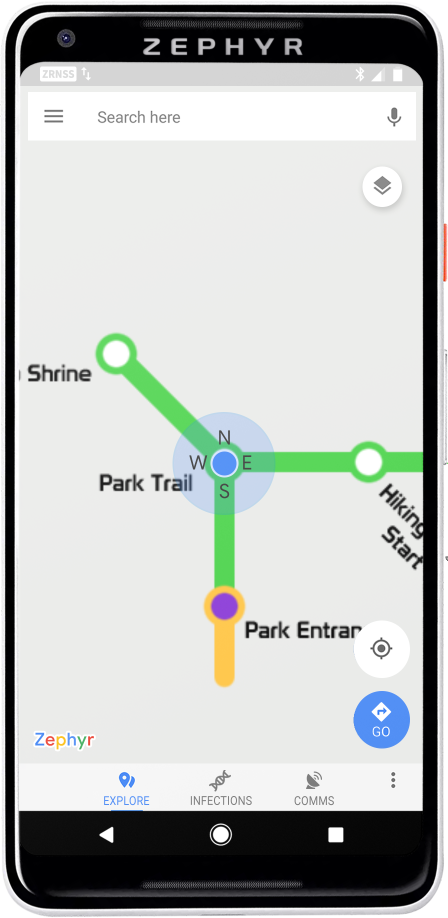 ZEPHYR
ZRNSS
Search here
Shrine
N
W E
Park Trail
S
Hiking
Start
Park Entran
Zephyr
GO
EXPLORE INFECTIONS COMMS